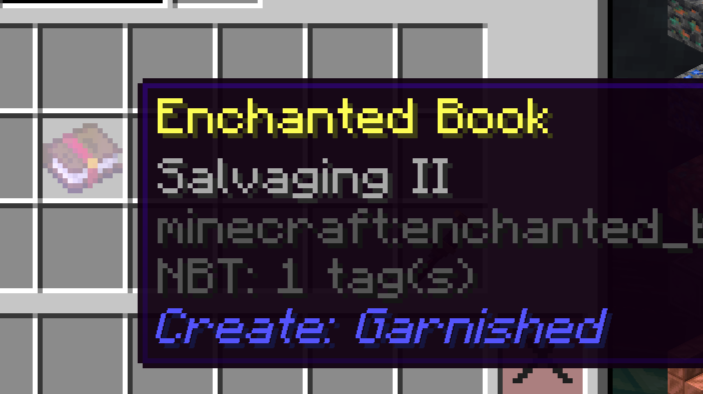 Enchanted Book
Salvaging II
minecraft:enchanted_b
NBT: 1 tag(s)
Create: Garnished